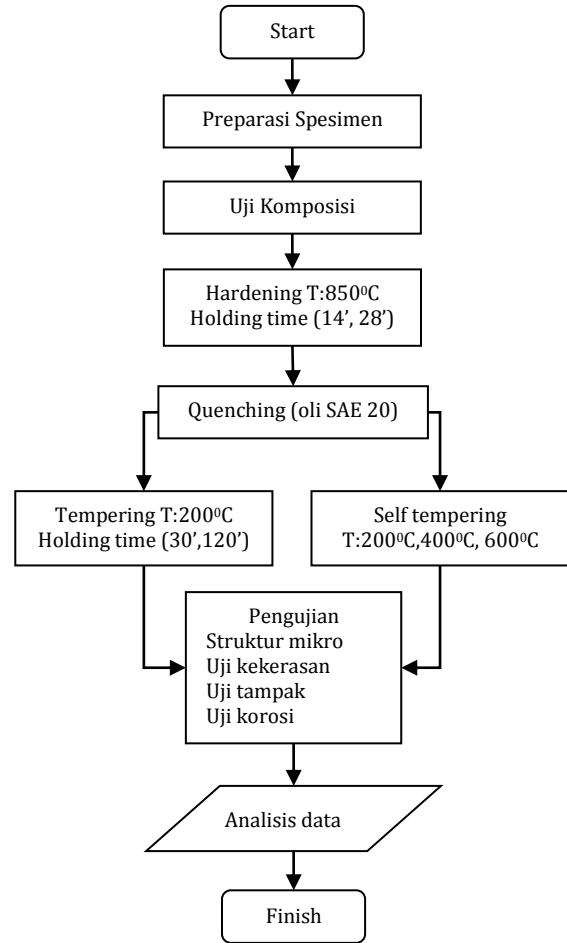 Start
Preparasi Spesimen
Uji Komposisi
Hardening T:850⁰C
Holding time (14’, 28’)
Quenching (oli SAE 20)
Tempering T:200⁰C
Holding time (30’,120’)
Self tempering
T:200⁰C,400⁰C, 600⁰C
Pengujian
Struktur mikro
Uji kekerasan
Uji tampak
Uji korosi
Analisis data
Finish